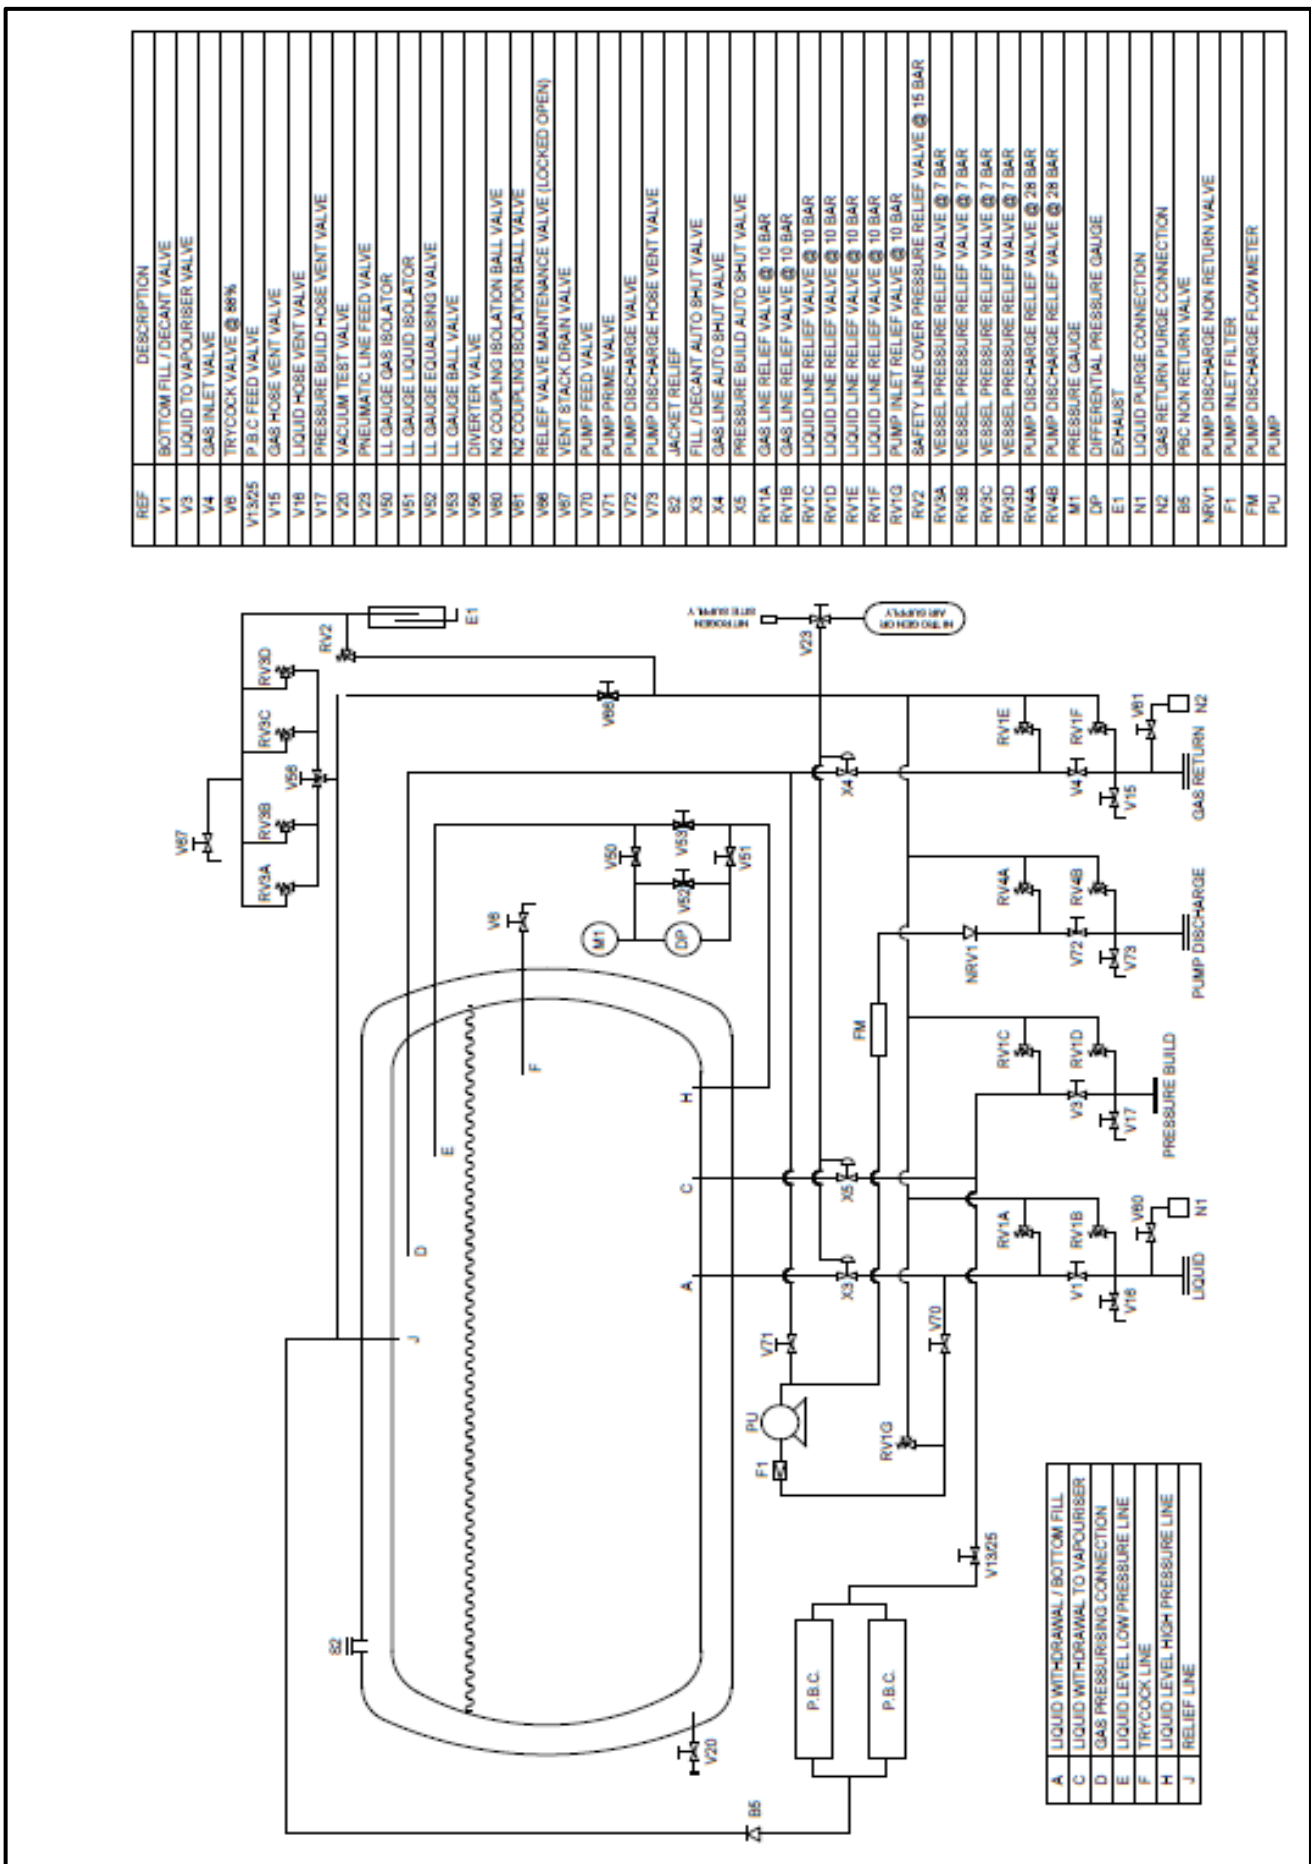 REF DESCRIPTION
V1 BOTTOM FILL / DECANT VALVE
V3 LIQUID TO VAPOURISER VALVE
V4 GAS INLET VALVE
V6 TRYCOCK VALVE @ 88%
V13/25 P B C FEED VALVE
V15 GAS HOSE VENT VALVE
V16 LIQUID HOSE VENT VALVE
V17 PRESSURE BUILD HOSE VENT VALVE
V20 VACUUM TEST VALVE
V23 PNEUMATIC LINE FEED VALVE
V50 LL GAUGE GAS ISOLATOR
V51 LL GAUGE LIQUID ISOLATOR
V52 LL GAUGE EQUALISING VALVE
V53 LL GAUGE BALL VALVE
V56 DIVERTER VALVE
V60 N2 COUPLING ISOLATION BALL VALVE
V61 N2 COUPLING ISOLATION BALL VALVE
V66 RELIEF VALVE MAINTENANCE VALVE (LOCKED OPEN)
V67 VENT STACK DRAIN VALVE
V70 PUMP FEED VALVE
V71 PUMP PRIME VALVE
V72 PUMP DISCHARGE VALVE
V73 PUMP DISCHARGE HOSE VENT VALVE
S2 JACKET RELIEF
X3 FILL / DECANT AUTO SHUT VALVE
X4 GAS LINE AUTO SHUT VALVE
X5 PRESSURE BUILD AUTO SHUT VALVE
RV1A GAS LINE RELIEF VALVE @ 10 BAR
RV1B GAS LINE RELIEF VALVE @ 10 BAR
RV1C LIQUID LINE RELIEF VALVE @ 10 BAR
RV1D LIQUID LINE RELIEF VALVE @ 10 BAR
RV1E LIQUID LINE RELIEF VALVE @ 10 BAR
RV1F LIQUID LINE RELIEF VALVE @ 10 BAR
RV1G PUMP INLET RELIEF VALVE @ 10 BAR
RV2 SAFETY LINE OVER PRESSURE RELIEF VALVE @ 15 BAR
RV3A VESSEL PRESSURE RELIEF VALVE @ 7 BAR
RV3B VESSEL PRESSURE RELIEF VALVE @ 7 BAR
RV3C VESSEL PRESSURE RELIEF VALVE @ 7 BAR
RV3D VESSEL PRESSURE RELIEF VALVE @ 7 BAR
RV4A PUMP DISCHARGE RELIEF VALVE @ 28 BAR
RV4B PUMP DISCHARGE RELIEF VALVE @ 28 BAR
M1 PRESSURE GAUGE
DP DIFFERENTIAL PRESSURE GAUGE
E1 EXHAUST
N1 LIQUID PURGE CONNECTION
N2 GAS RETURN PURGE CONNECTION
B5 PBC NON RETURN VALVE
NRV1 PUMP DISCHARGE NON RETURN VALVE
F1 PUMP INLET FILTER
FM PUMP DISCHARGE FLOW METER
PU PUMP
V67
RV3A
RV3B
RV3C
RV3D
V56
RV2
E1
V66
NITROGEN
SITE SUPPLY
V23
NITROGEN OR
AIR SUPPLY
S2
J
D
E
F
V6
M1
DP
V50
V53
V52
V51
A
C
H
V20
X3
X5
X4
V71
PU
F1
FM
NRV1
RV1G
V70
V13/25
P.B.C.
P.B.C.
B5
RV1A
RV1B
V1
V16
V60
N1
LIQUID
RV1C
RV1D
V3
V17
PRESSURE BUILD
RV4A
RV4B
V72
V73
PUMP DISCHARGE
RV1E
RV1F
V4
V15
V61
N2
GAS RETURN
A LIQUID WITHDRAWAL / BOTTOM FILL
C LIQUID WITHDRAWAL TO VAPOURISER
D GAS PRESSURISING CONNECTION
E LIQUID LEVEL LOW PRESSURE LINE
F TRYCOCK LINE
H LIQUID LEVEL HIGH PRESSURE LINE
J RELIEF LINE